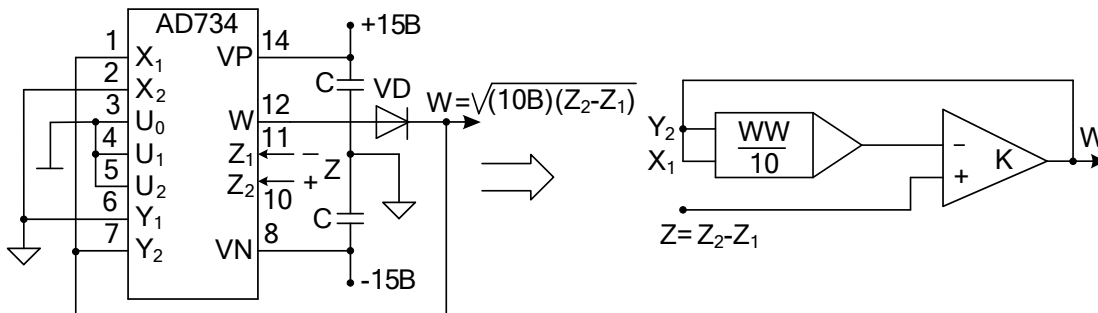 AD734
+15В
1 X1 VP 14
2 X2 C VD
3 U0 W 12 W=√(10В)(Z2-Z1)
4 U1 Z1 11 – Z
5 U2 Z2 10 +
6 Y1 C
7 Y2 VN 8
-15В
Y2
X1
WW
10
– K
+
W
Z=Z2-Z1